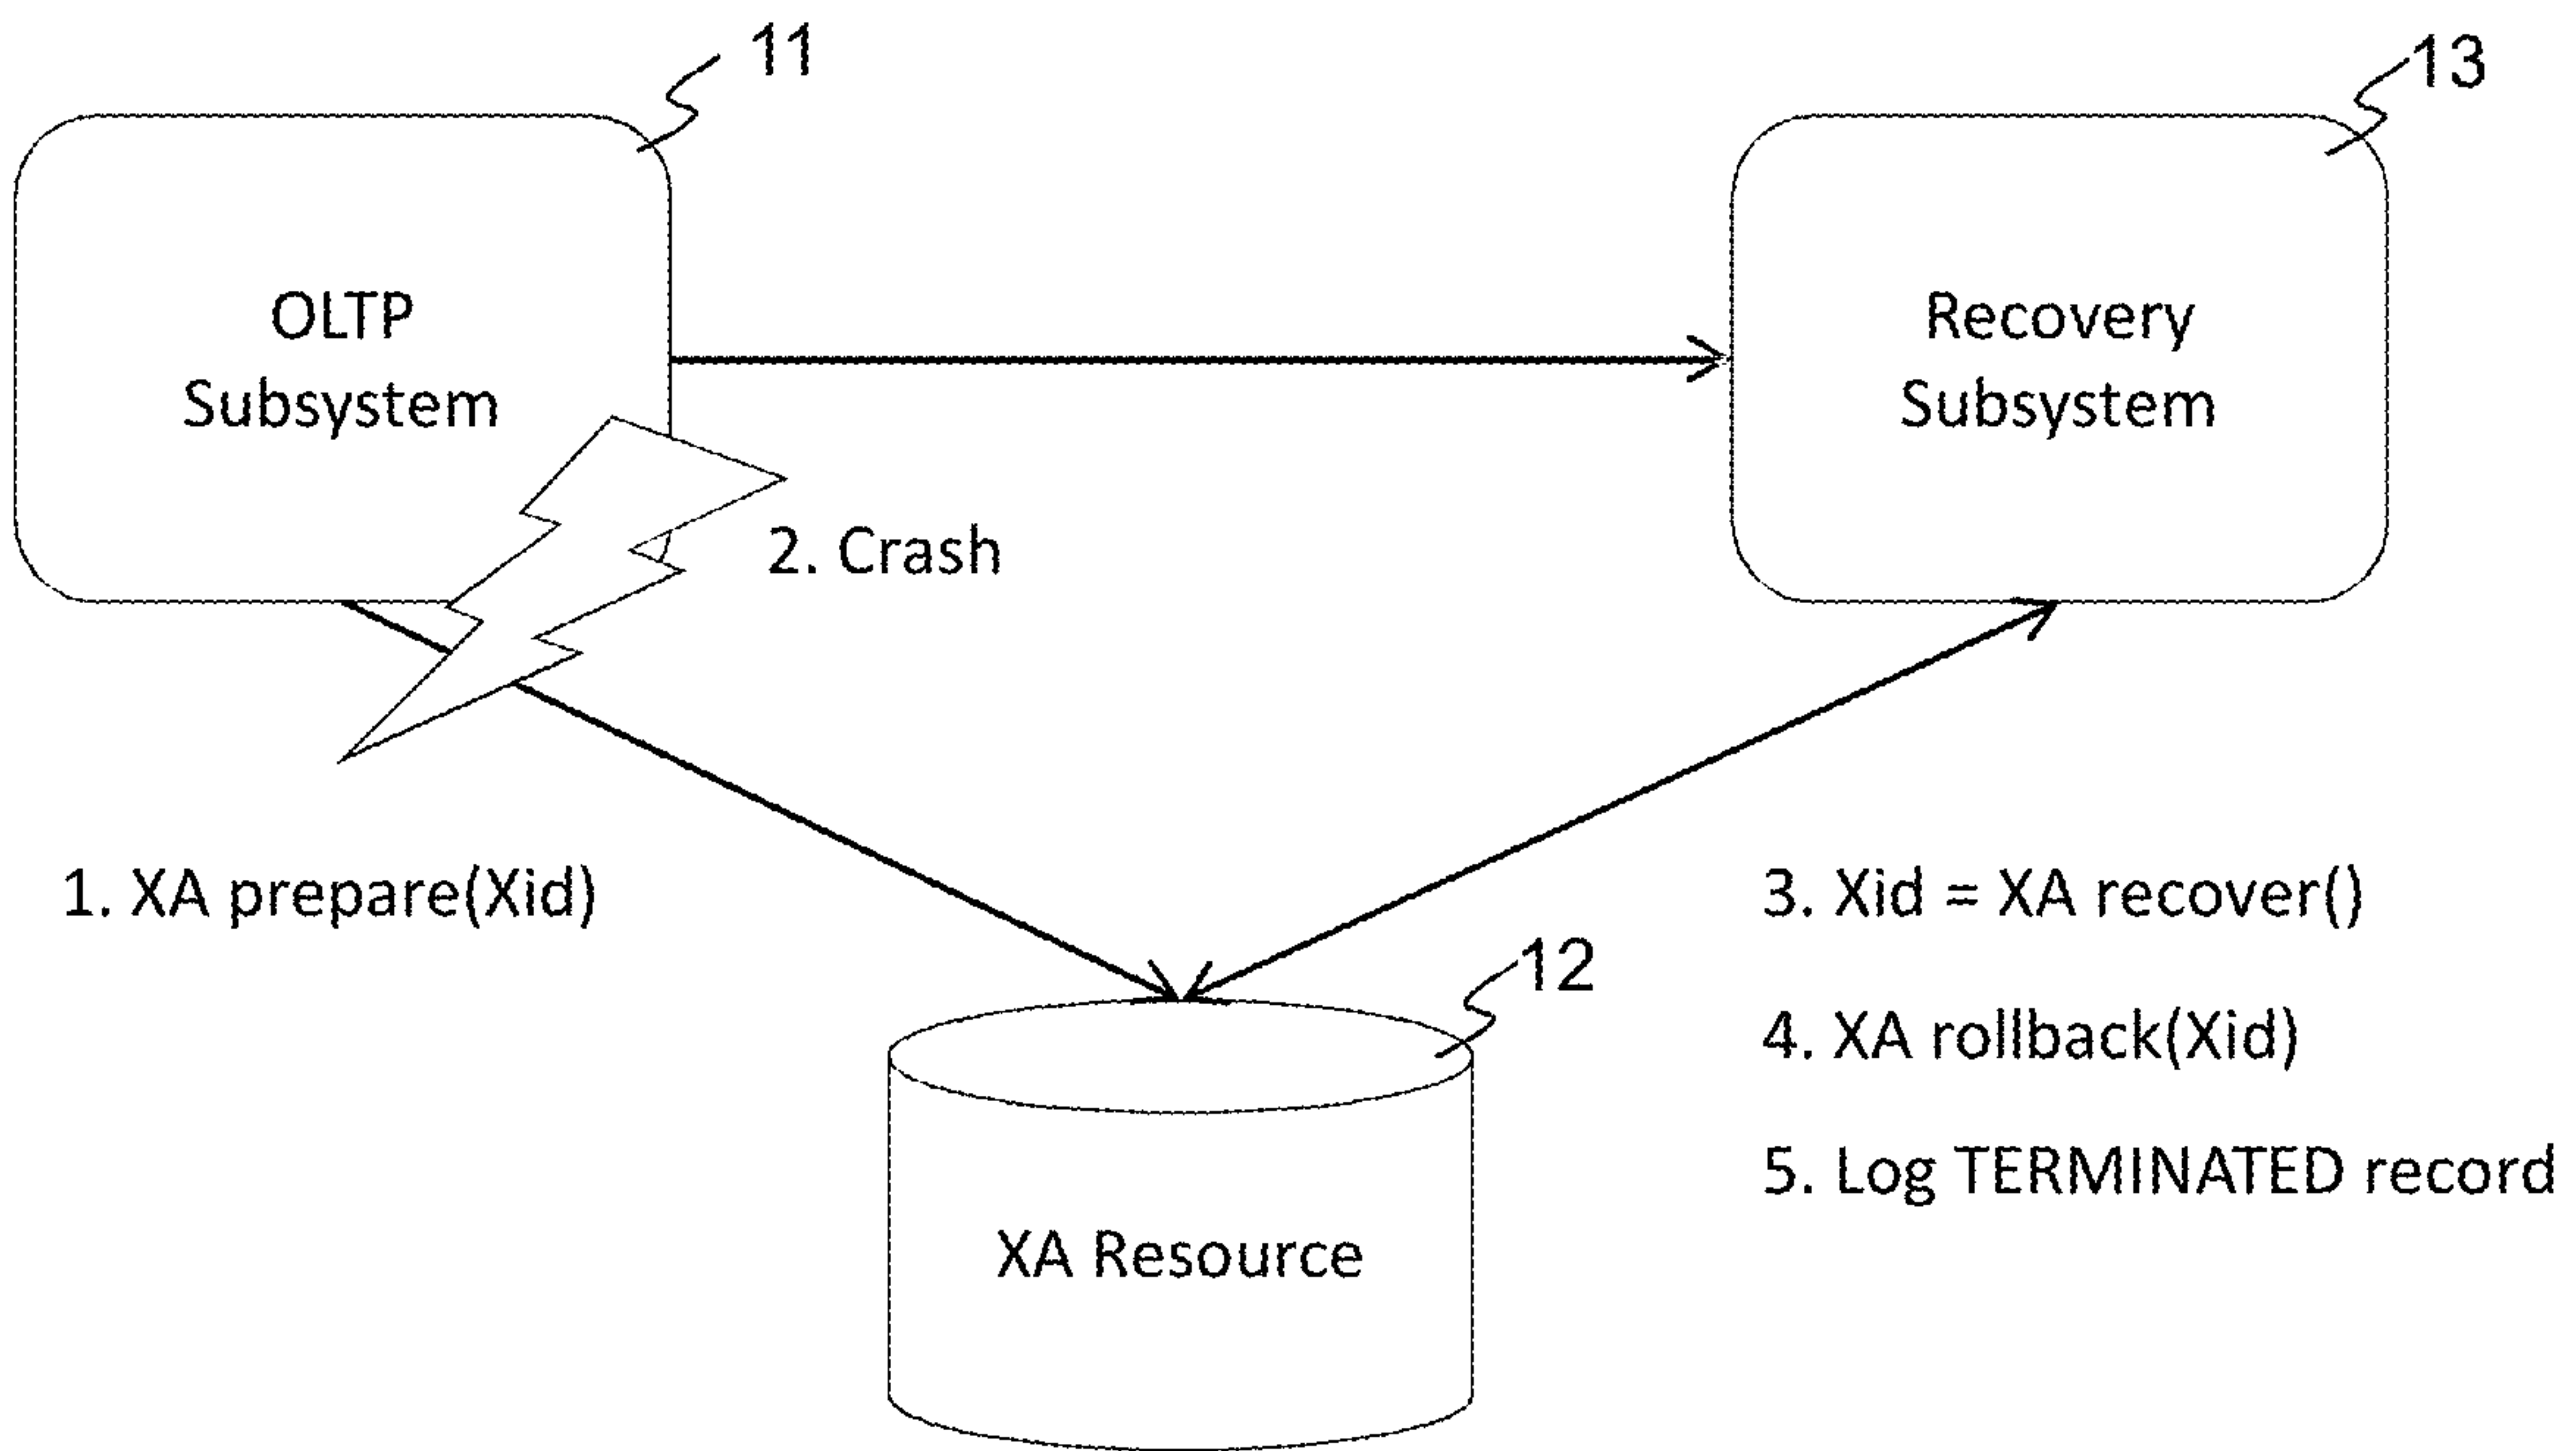 11
13
OLTP
Subsystem
Recovery
Subsystem
2. Crash
1. XA prepare(Xid)
3. Xid = XA recover()
12
4. XA rollback(Xid)
5. Log TERMINATED record
XA Resource